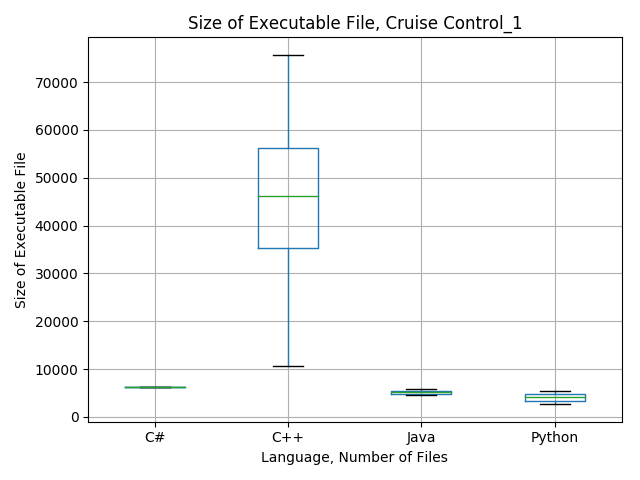 Size of Executable File, Cruise Control_1
70000
60000
50000
40000
30000
20000
10000
0
Size of Executable File
C# C++ Java Python
Language, Number of Files